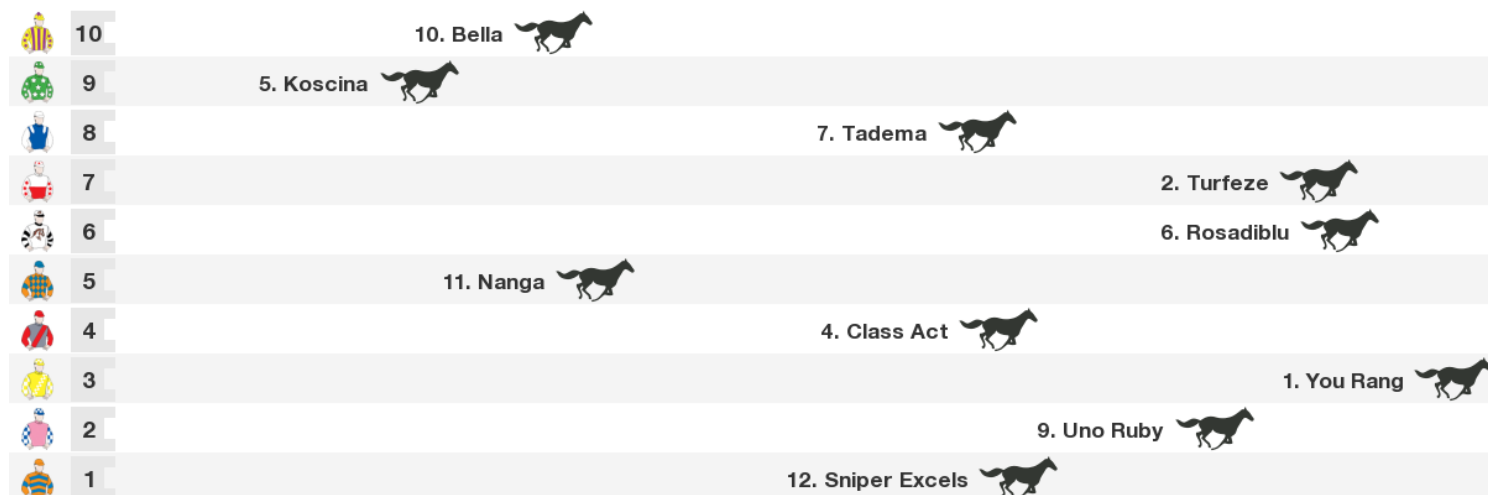 10 10. Bella
9 5. Koscina
8 7. Tadema
7 2. Turfeze
6 6. Rosadiblu
5 11. Nanga
4 4. Class Act
3 1. You Rang
2 9. Uno Ruby
1 12. Sniper Excels